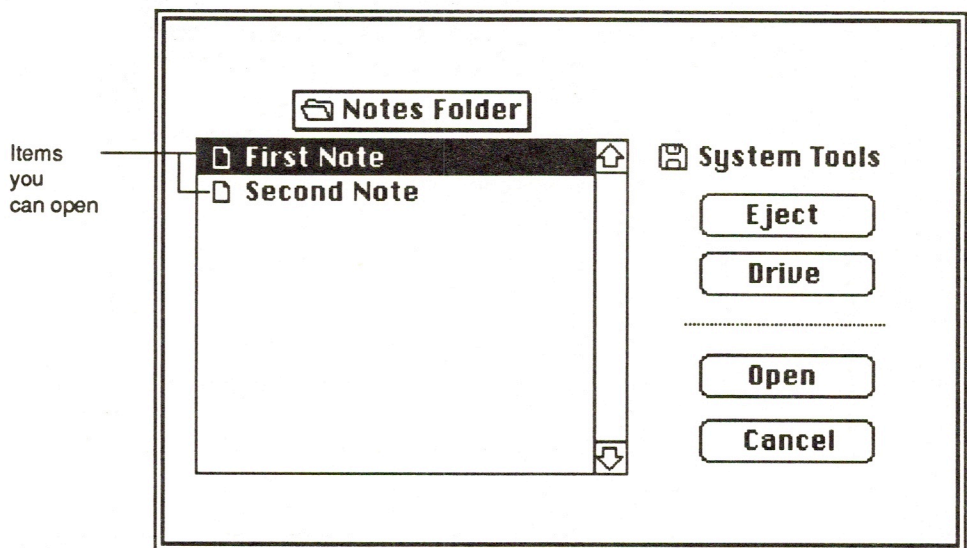 Notes Folder
Items
you
can open
First Note
Second Note
System Tools
Eject
Drive
Open
Cancel